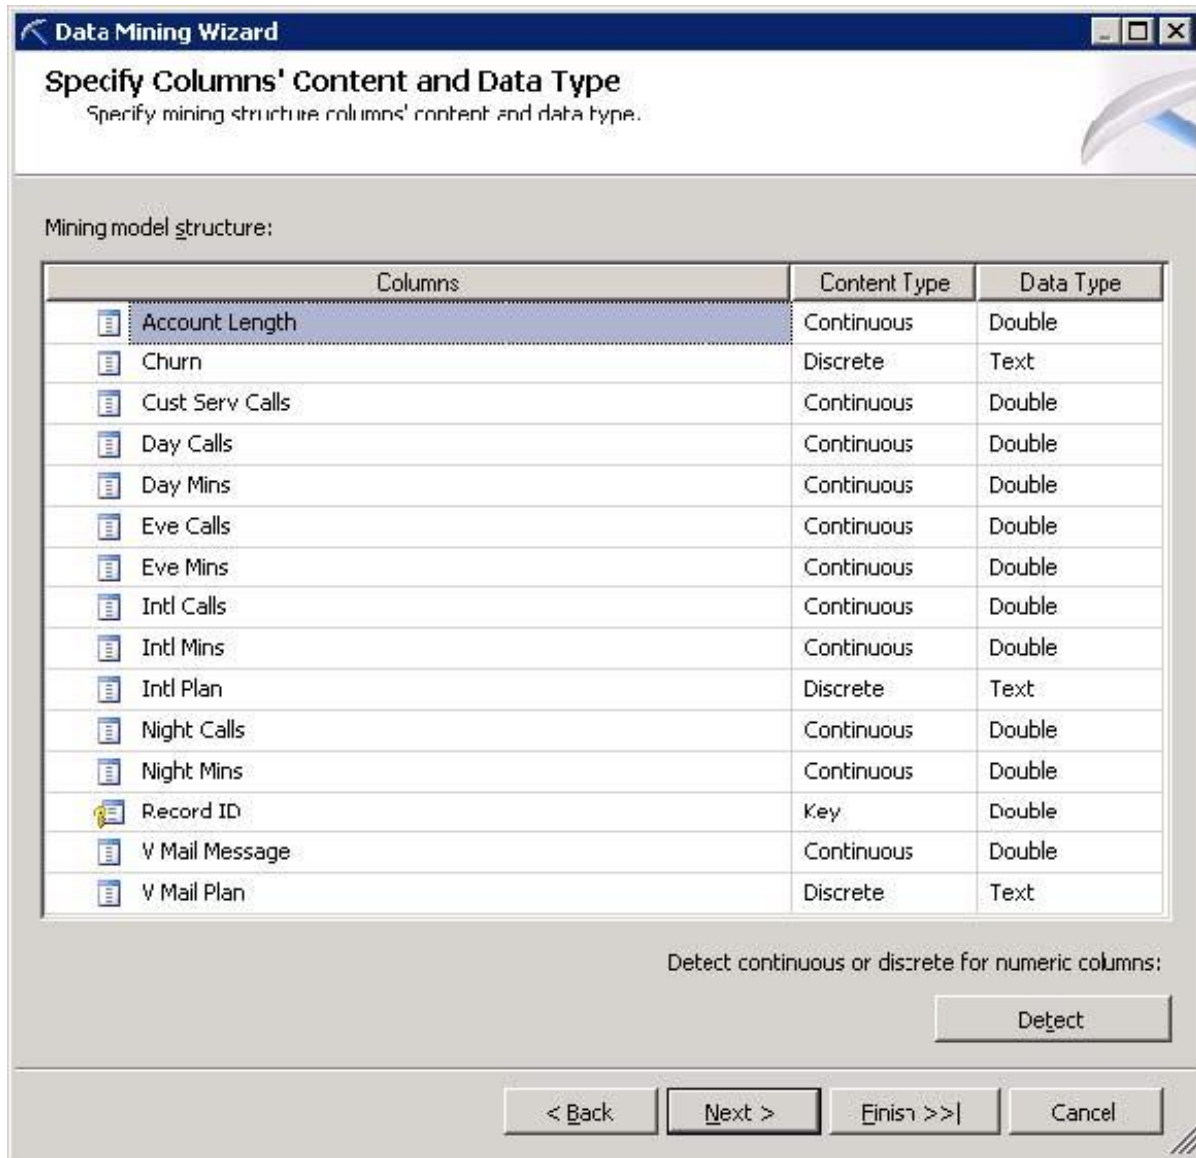 Data Mining Wizard
Specify Columns' Content and Data Type
Specify mining structure columns' content and data type.
Mining model structure:
Columns Content Type Data Type
Account Length Continuous Double
Churn Discrete Text
Cust Serv Calls Continuous Double
Day Calls Continuous Double
Day Mins Continuous Double
Eve Calls Continuous Double
Eve Mins Continuous Double
Intl Calls Continuous Double
Intl Mins Continuous Double
Intl Plan Discrete Text
Night Calls Continuous Double
Night Mins Continuous Double
Record ID Key Double
V Mail Message Continuous Double
V Mail Plan Discrete Text
Detect continuous or discrete for numeric columns:
Detect
< Back Next > Finish >>| Cancel